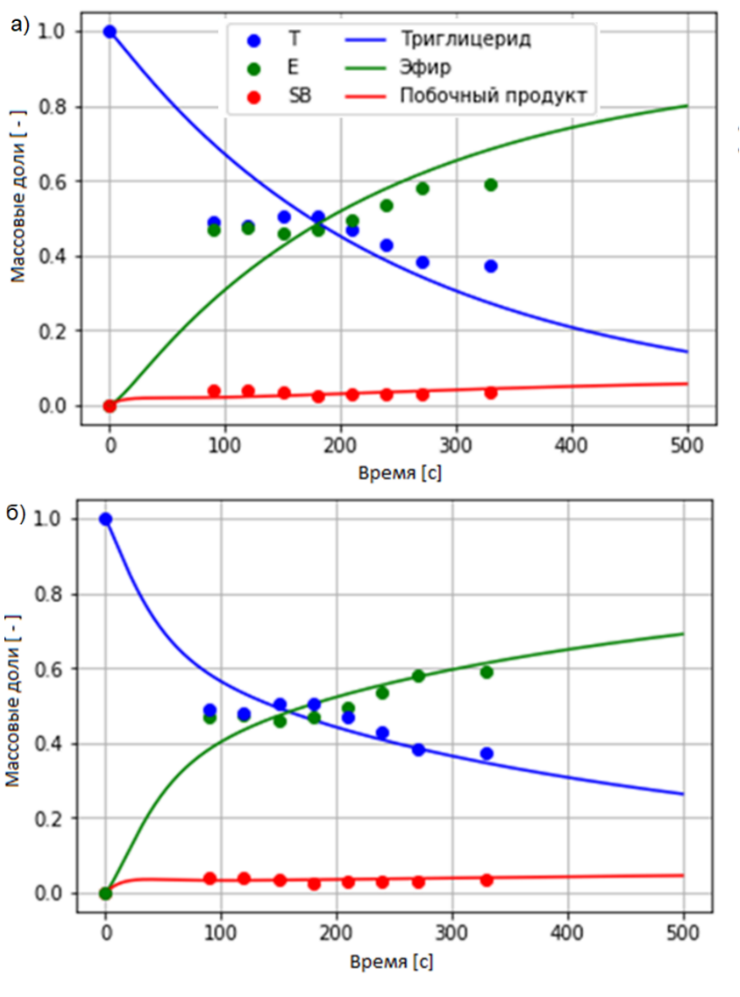 а)
Массовые доли [ - ]
1.0
0.8
0.6
0.4
0.2
0.0
T Триглицерид
E Эфир
SB Побочный продукт
0 100 200 300 400 500
Время [с]
б)
Массовые доли [ - ]
1.0
0.8
0.6
0.4
0.2
0.0
0 100 200 300 400 500
Время [с]